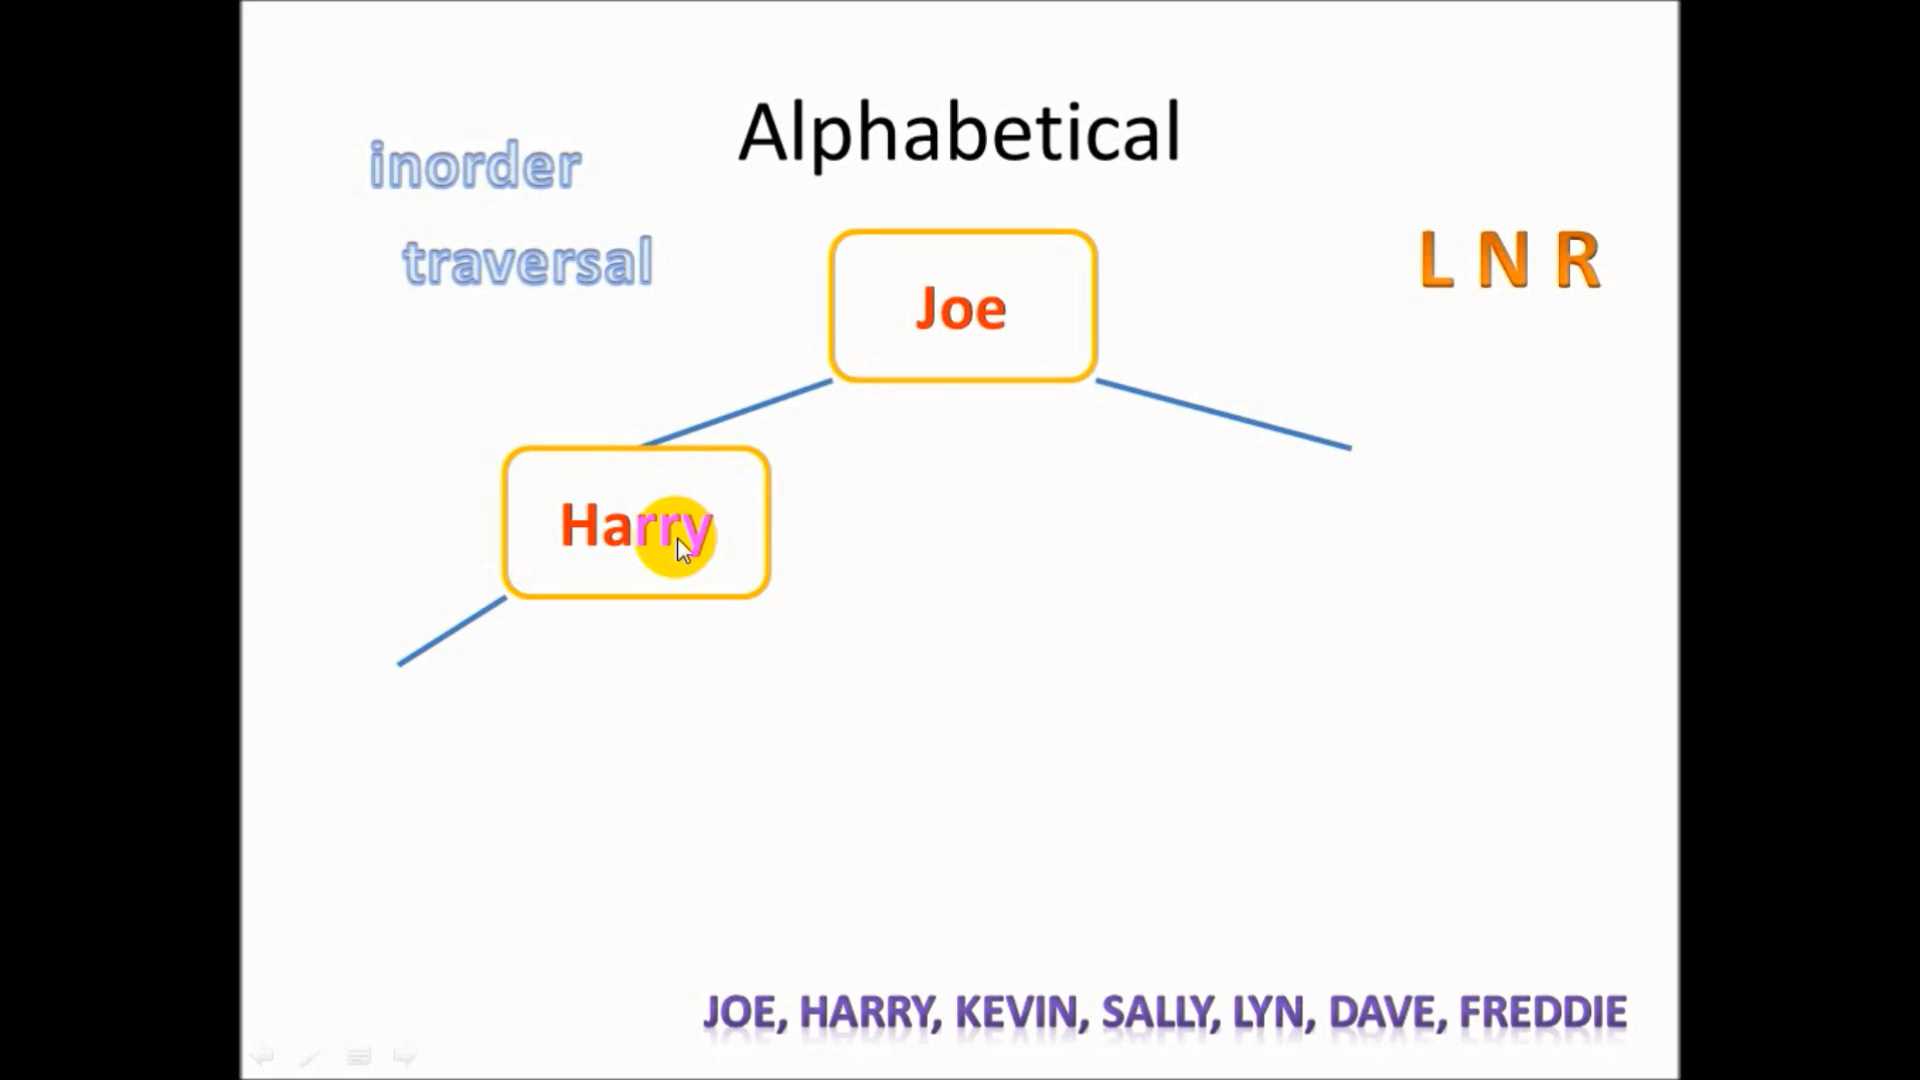 Alphabetical
inorder
traversal
L N R
Joe
Harry
JOE, HARRY, KEVIN, SALLY, LYN, DAVE, FREDDIE